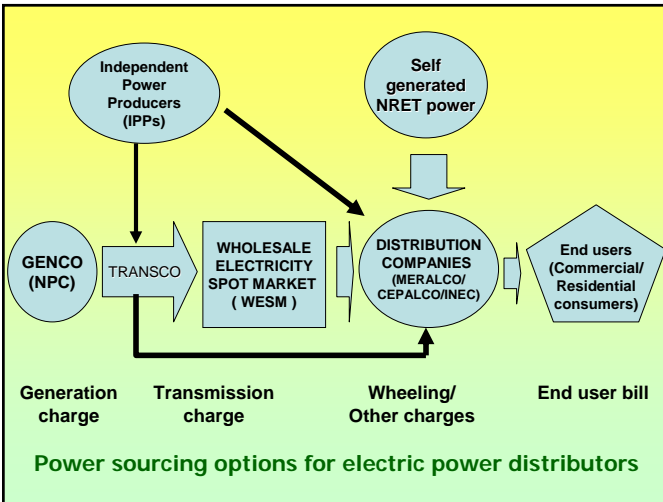 Independent
Power
Producers
(IPPs)
Self
generated
NRET power
GENCO
(NPC)
TRANSCO
WHOLESALE
ELECTRICITY
SPOT MARKET
( WESM )
DISTRIBUTION
COMPANIES
(MERALCO/
CEPALCO/INEC)
End users
(Commercial/
Residential
consumers)
Generation
charge
Transmission
charge
Wheeling/
Other charges
End user bill
Power sourcing options for electric power distributors